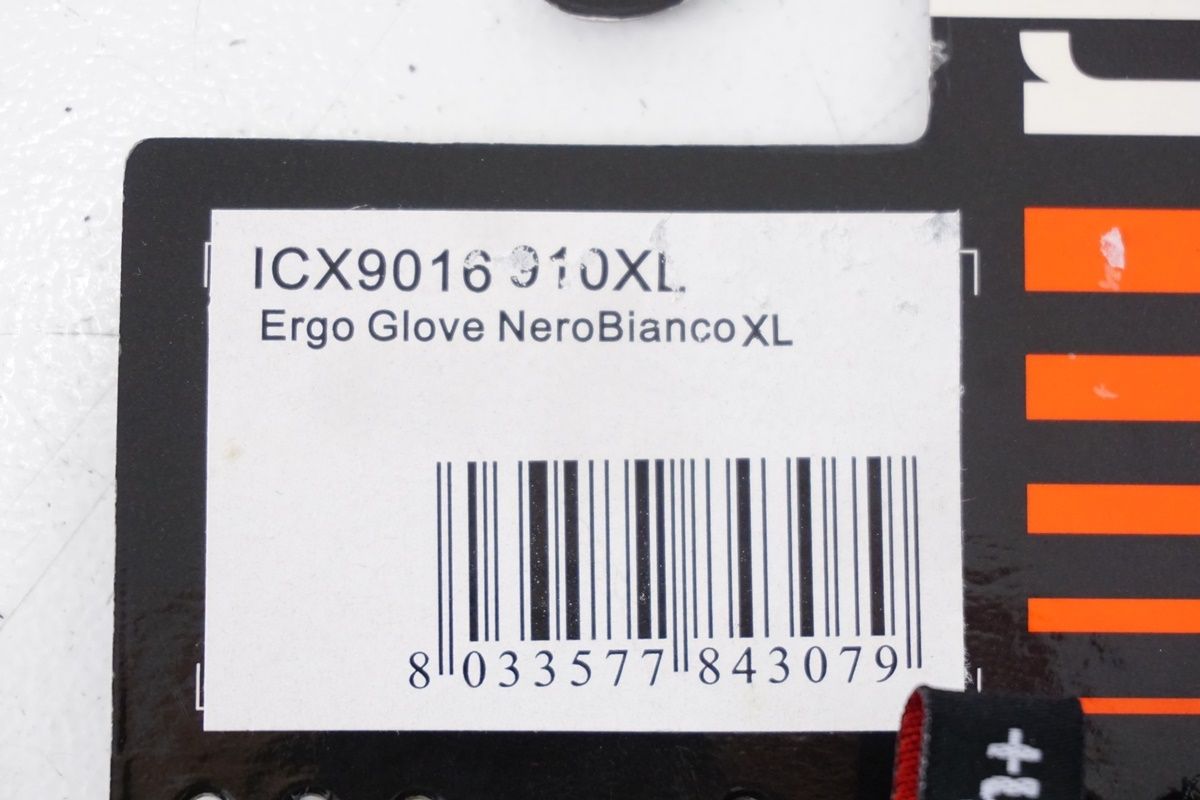 ICX9016 910XL
Ergo Glove NeroBianco XL
8 033577 843079